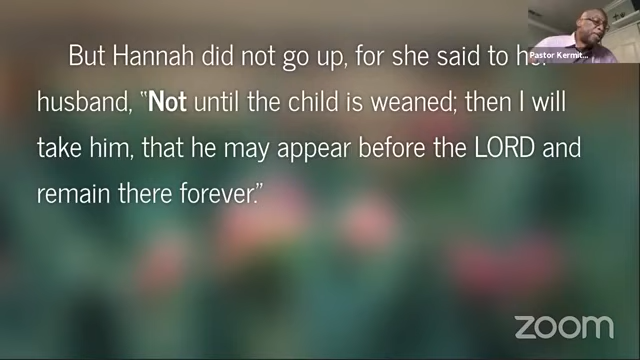 But Hannah did not go up, for she said to her
husband, “Not until the child is weaned; then I will
take him, that he may appear before the LORD and
remain there forever.”
Pastor Kermit...
zoom